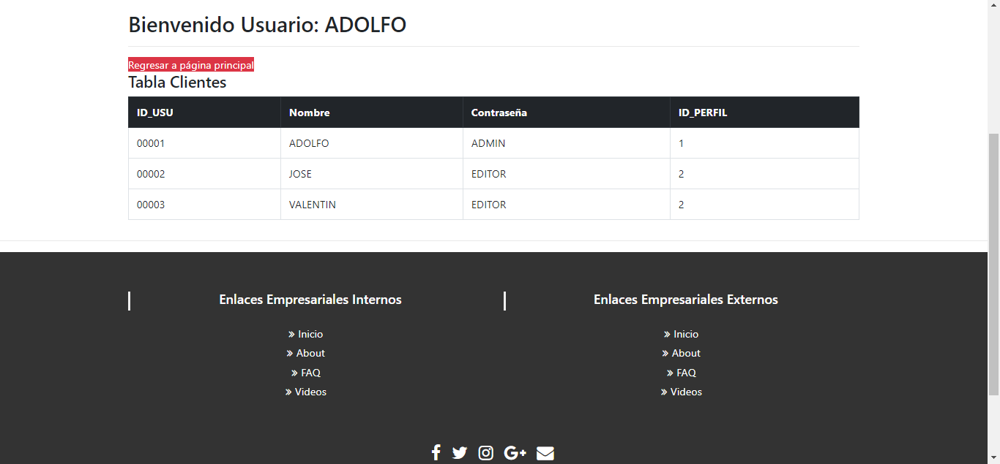 Bienvenido Usuario: ADOLFO
Regresar a página principal
Tabla Clientes
ID_USU Nombre Contraseña ID_PERFIL
00001 ADOLFO ADMIN 1
00002 JOSE EDITOR 2
00003 VALENTIN EDITOR 2
Enlaces Empresariales Internos
» Inicio
» About
» FAQ
» Videos
Enlaces Empresariales Externos
» Inicio
» About
» FAQ
» Videos